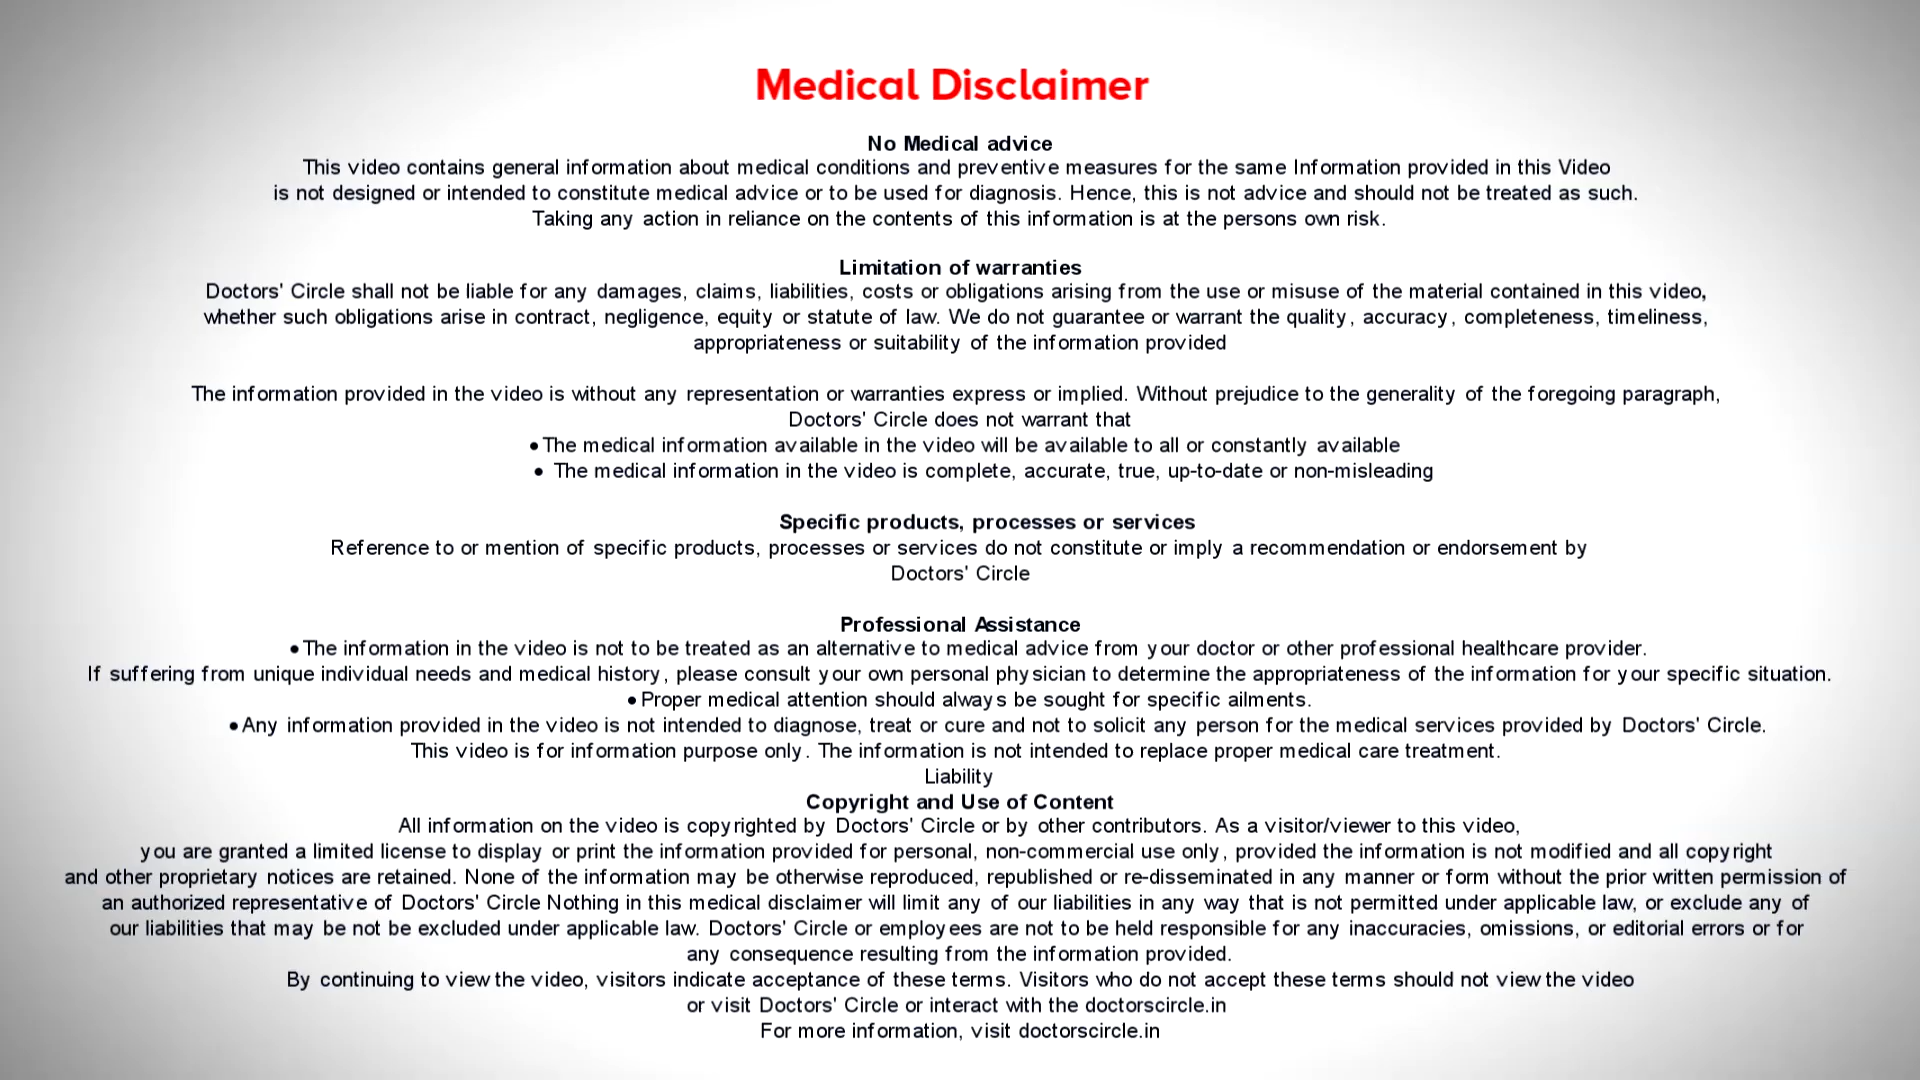 Medical Disclaimer
No Medical advice
This video contains general information about medical conditions and preventive measures for the same Information provided in this Video
is not designed or intended to constitute medical advice or to be used for diagnosis. Hence, this is not advice and should not be treated as such.
Taking any action in reliance on the contents of this information is at the persons own risk.
Limitation of warranties
Doctors' Circle shall not be liable for any damages, claims, liabilities, costs or obligations arising from the use or misuse of the material contained in this video,
whether such obligations arise in contract, negligence, equity or statute of law. We do not guarantee or warrant the quality, accuracy, completeness, timeliness,
appropriateness or suitability of the information provided
The information provided in the video is without any representation or warranties express or implied. Without prejudice to the generality of the foregoing paragraph,
Doctors' Circle does not warrant that
• The medical information available in the video will be available to all or constantly available
• The medical information in the video is complete, accurate, true, up-to-date or non-misleading
Specific products, processes or services
Reference to or mention of specific products, processes or services do not constitute or imply a recommendation or endorsement by
Doctors' Circle
Professional Assistance
• The information in the video is not to be treated as an alternative to medical advice from your doctor or other professional healthcare provider.
If suffering from unique individual needs and medical history, please consult your own personal physician to determine the appropriateness of the information for your specific situation.
• Proper medical attention should always be sought for specific ailments.
• Any information provided in the video is not intended to diagnose, treat or cure and not to solicit any person for the medical services provided by Doctors' Circle.
This video is for information purpose only. The information is not intended to replace proper medical care treatment.
Liability
Copyright and Use of Content
All information on the video is copyrighted by Doctors' Circle or by other contributors. As a visitor/viewer to this video,
you are granted a limited license to display or print the information provided for personal, non-commercial use only, provided the information is not modified and all copyright
and other proprietary notices are retained. None of the information may be otherwise reproduced, republished or re-disseminated in any manner or form without the prior written permission of
an authorized representative of Doctors' Circle Nothing in this medical disclaimer will limit any of our liabilities in any way that is not permitted under applicable law, or exclude any of
our liabilities that may be not be excluded under applicable law. Doctors' Circle or employees are not to be held responsible for any inaccuracies, omissions, or editorial errors or for
any consequence resulting from the information provided.
By continuing to view the video, visitors indicate acceptance of these terms. Visitors who do not accept these terms should not view the video
or visit Doctors' Circle or interact with the doctorscircle.in
For more information, visit doctorscircle.in